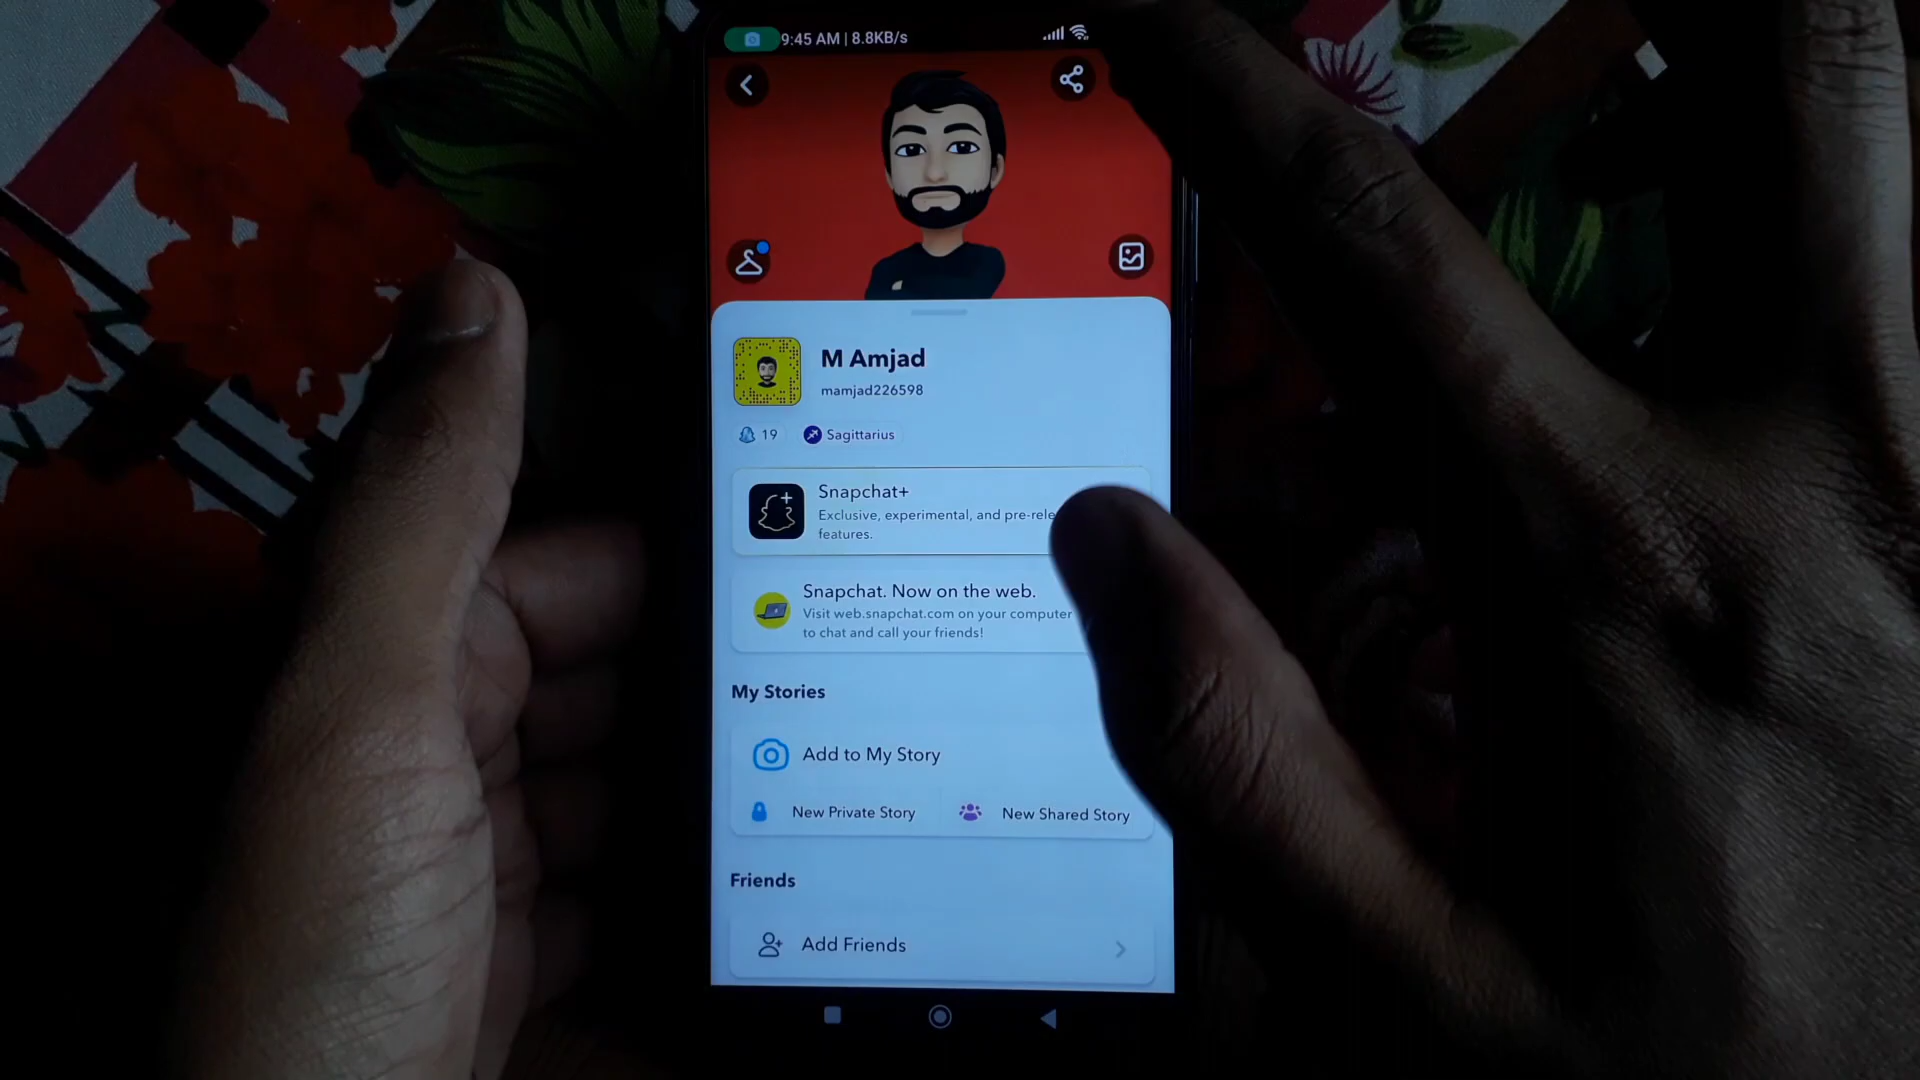 9:45 AM | 8.8KB/s
M Amjad
mamjad226598
19 Sagittarius
Snapchat+
Exclusive, experimental, and
features.
Snapchat. Now on the web.
Visit web.snapchat.com on your computer
to chat and call your friends!
My Stories
Add to My Story
New Private Story New Shared Story
Friends
Add Friends